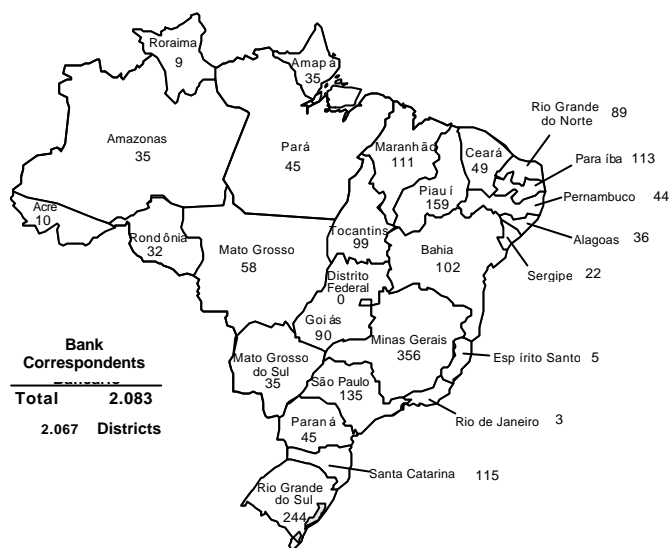 Roraima
9
Amapá
35
Rio Grande
do Norte 89
Amazonas
35
Pará
45
Maranhão
111
Ceará
49
Paraíba 113
Piauí
159
Pernambuco 44
Acre
10
Rondônia
32
Mato Grosso
58
Tocantins
99
Bahia
102
Alagoas 36
Sergipe 22
Distrito
Federal
0
Goiás
90
Minas Gerais
356
Bank
Correspondents
Bancário
Total 2.083
2.067 Districts
Mato Grosso
do Sul
35
São Paulo
135
Espírito Santo 5
Rio de Janeiro 3
Paraná
45
Santa Catarina 115
Rio Grande
do Sul
244